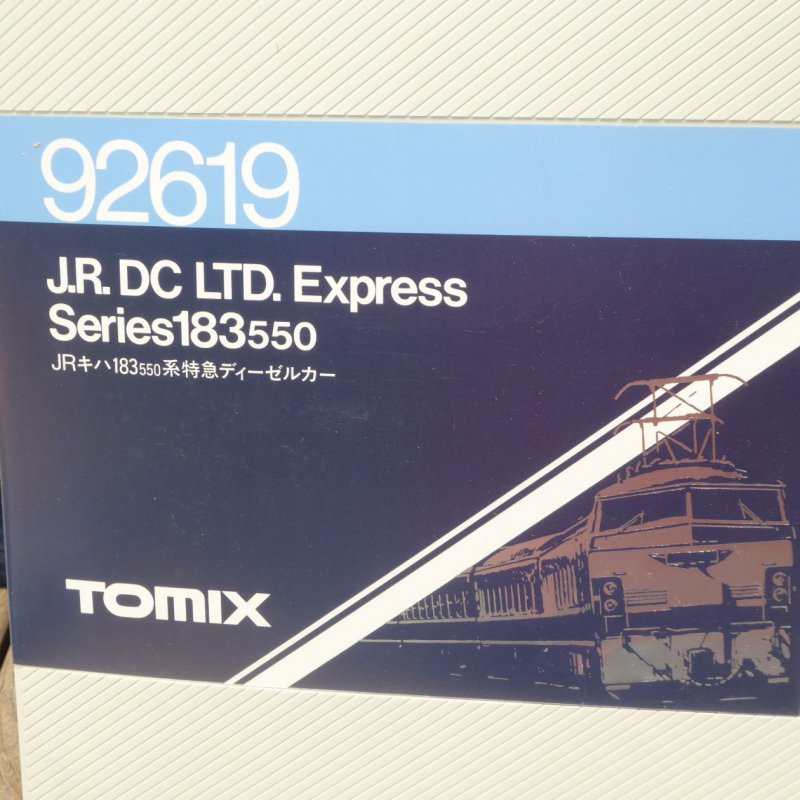 92619
J.R. DC LTD. Express
Series183550
JRキハ183550系特急ディーゼルカー
TOMIX